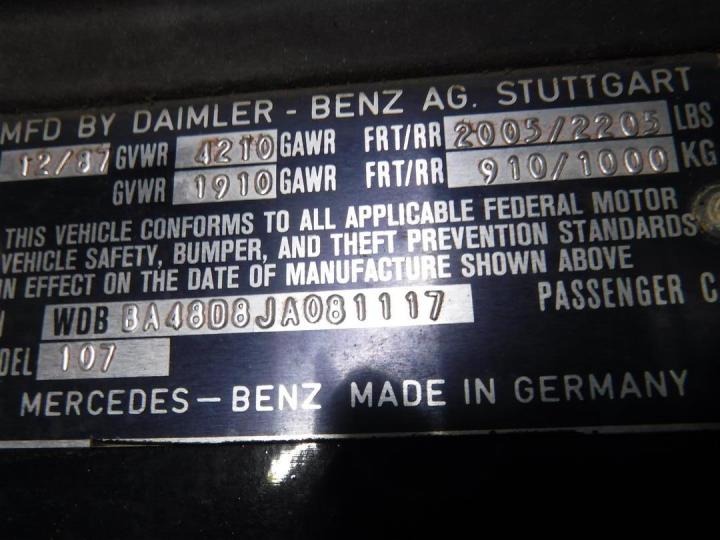 MFD BY DAIMLER - BENZ AG. STUTTGART
12/87 GVWR 4210 GAWR FRT/RR 2005/2205 LBS
GVWR 1910 GAWR FRT/RR 910/1000 KG
THIS VEHICLE CONFORMS TO ALL APPLICABLE FEDERAL MOTOR
VEHICLE SAFETY, BUMPER, AND THEFT PREVENTION STANDARDS
IN EFFECT ON THE DATE OF MANUFACTURE SHOWN ABOVE
WDB BA48D8JA081117 PASSENGER C
DEL 107
MERCEDES - BENZ MADE IN GERMANY